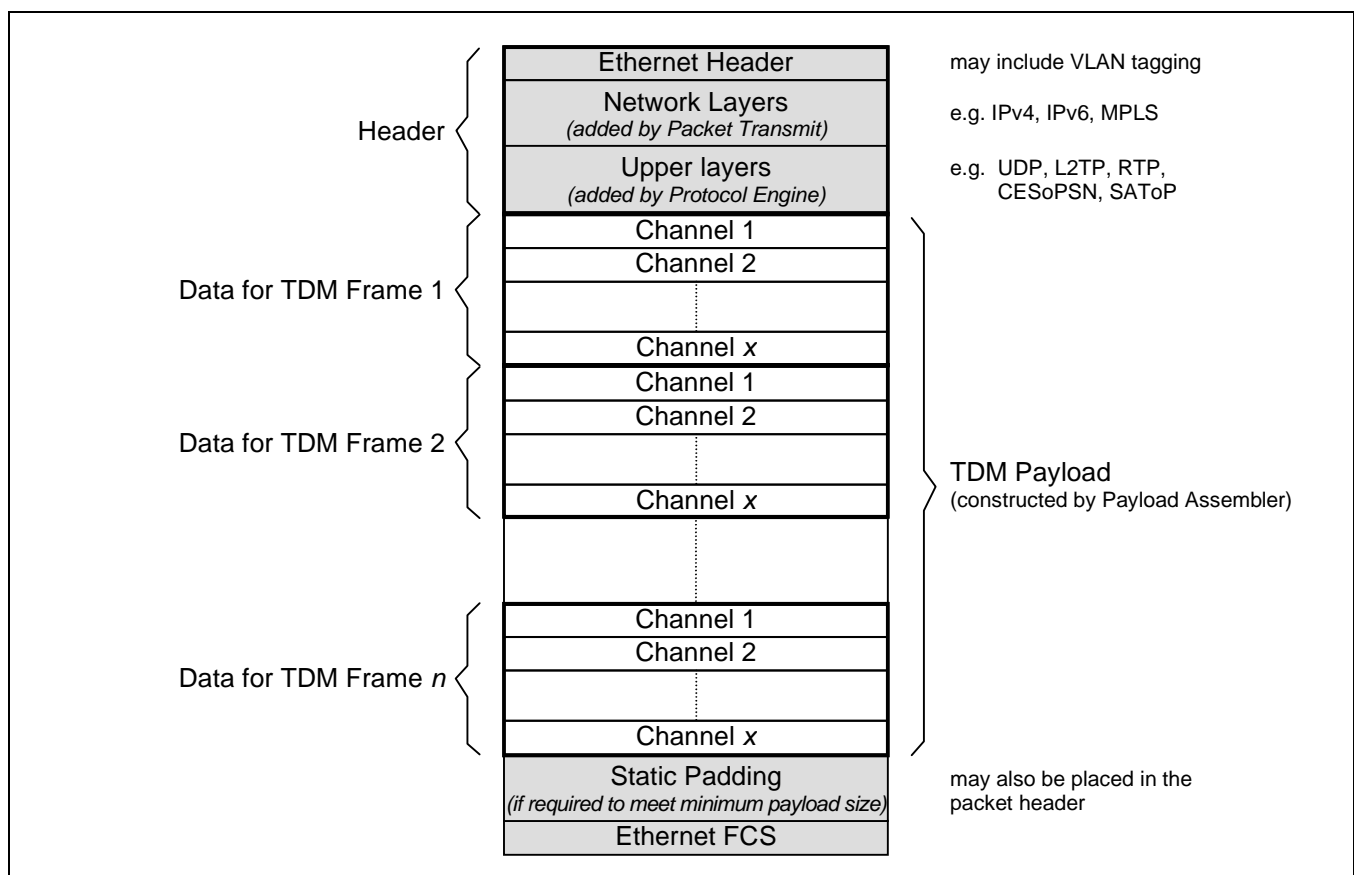 Ethernet Header
may include VLAN tagging
Network Layers
(added by Packet Transmit)
e.g. IPv4, IPv6, MPLS
Header
Upper layers
(added by Protocol Engine)
e.g. UDP, L2TP, RTP,
CESoPSN, SAToP
Channel 1
Channel 2
Data for TDM Frame 1
Channel x
Channel 1
Channel 2
Data for TDM Frame 2
Channel x
TDM Payload
(constructed by Payload Assembler)
Channel 1
Channel 2
Data for TDM Frame n
Channel x
Static Padding
(if required to meet minimum payload size)
may also be placed in the
packet header
Ethernet FCS